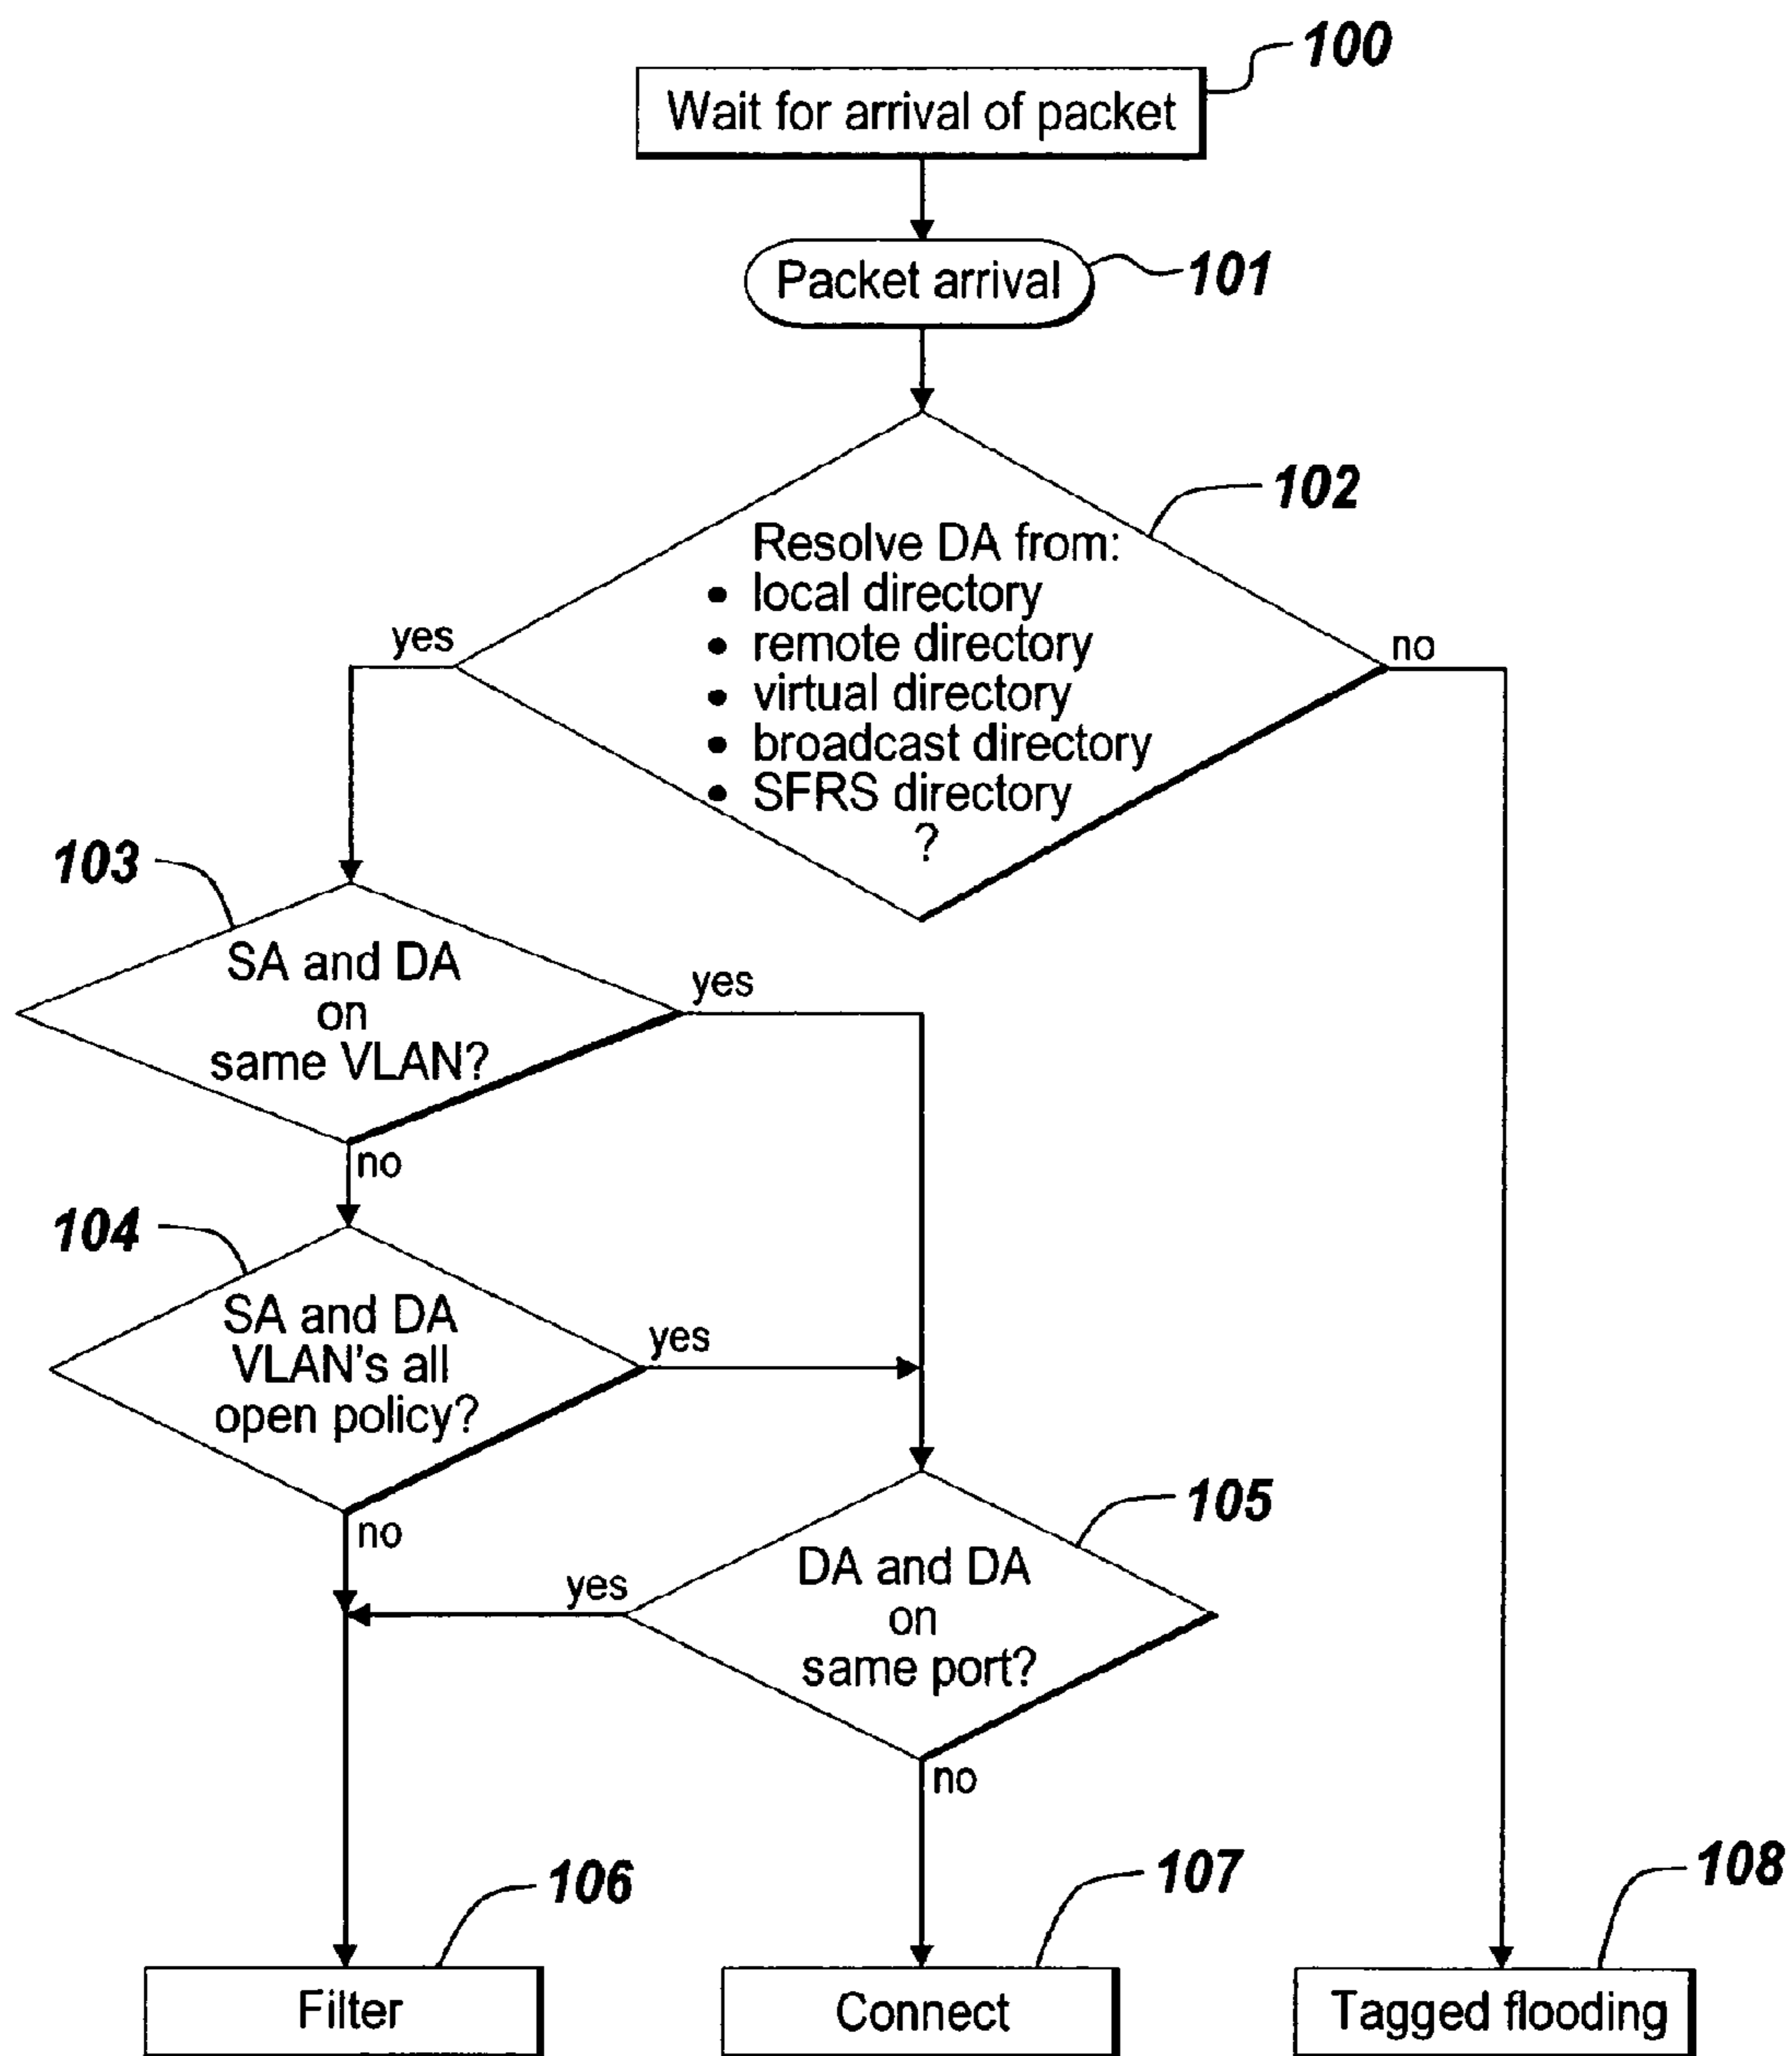 100
Wait for arrival of packet
Packet arrival
101
102
Resolve DA from:
• local directory
• remote directory
• virtual directory
• broadcast directory
• SFRS directory
?
yes
no
103
SA and DA
on
same VLAN?
yes
no
104
SA and DA
VLAN's all
open policy?
yes
no
105
DA and DA
on
same port?
yes
no
106
Filter
107
Connect
108
Tagged flooding